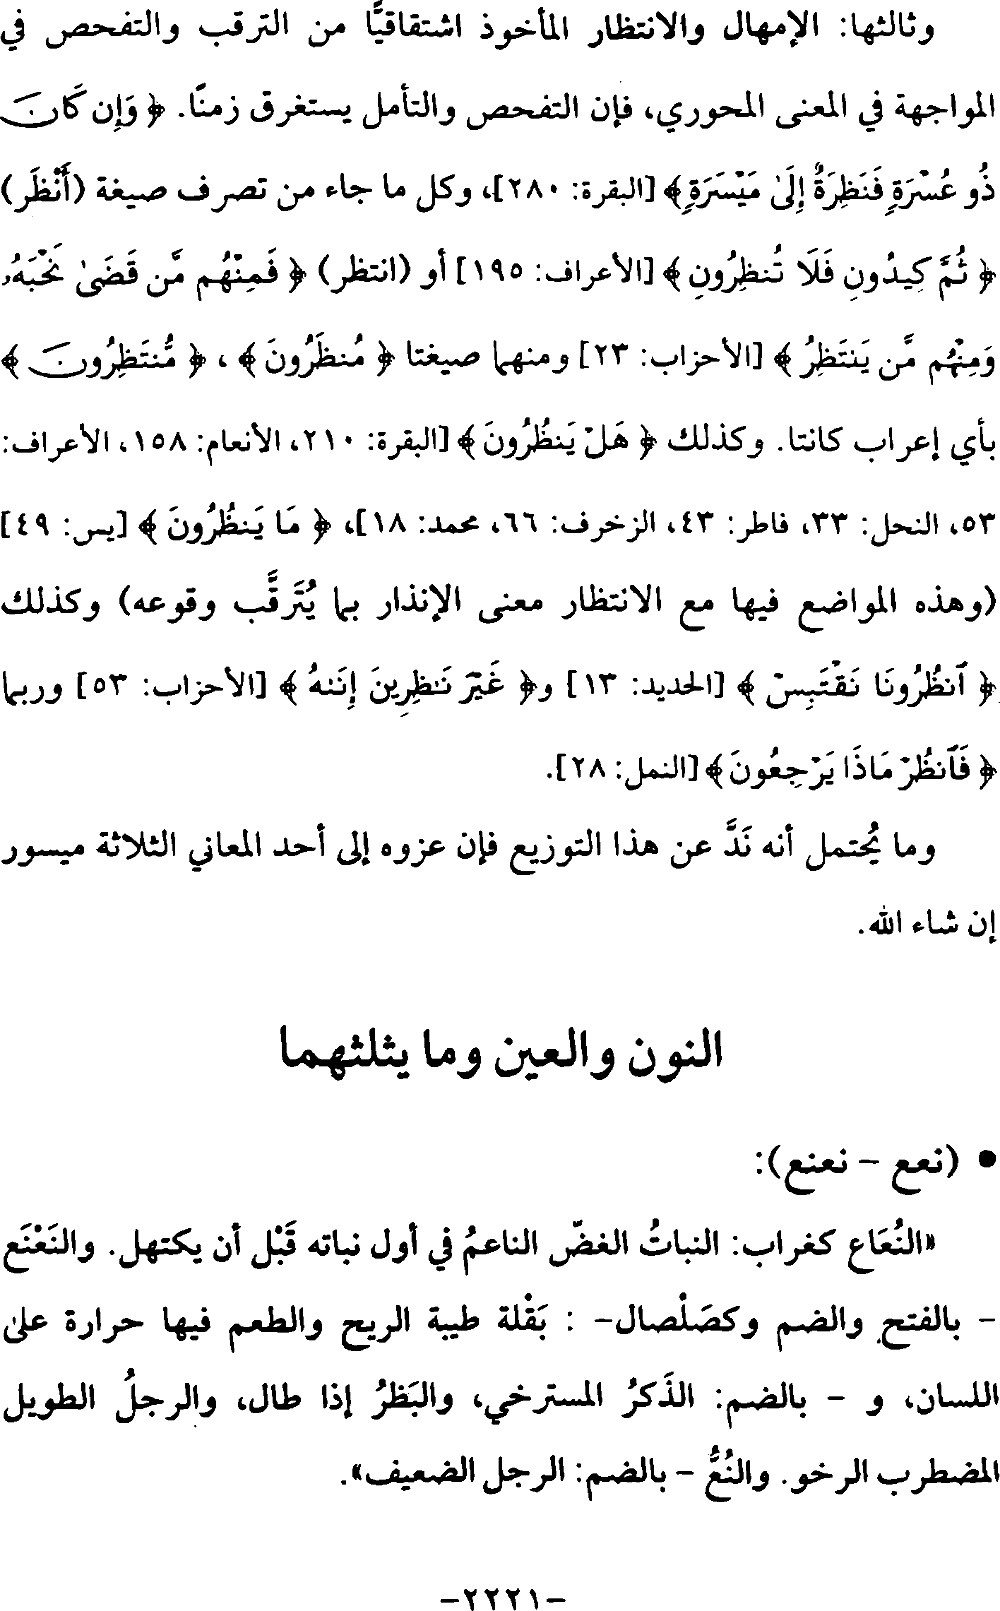 وثالثها: الإمهال والانتظار المأخوذ اشتقاقيًّا من الترقب والتفحص في
المواجهة في المعنى المحوري، فإن التفحص والتأمل يستغرق زمنًا. ﴿ وَإِن كَانَ
ذُو عُسْرَةٍ فَنَظِرَةٌ إِلَىٰ مَيْسَرَةٍ﴾ [البقرة: ٢٨٠]، وكل ما جاء من تصرف صيغة (أَنْظَر)
﴿ ثُمَّ كِيدُونِ فَلَا تُنظِرُونِ﴾ [الأعراف: ١٩٥] أو (انتظر) ﴿ فَمِنْهُم مَّن قَضَىٰ نَحْبَهُۥ
وَمِنْهُم مَّن يَنتَظِرُ ﴾ [الأحزاب: ٢٣] ومنهما صيغتا ﴿ مُنظَرُونَ ﴾ ، ﴿ مُّنتَظِرُونَ ﴾
بأي إعراب كانتا. وكذلك ﴿ هَلْ يَنظُرُونَ ﴾ [البقرة: ٢١٠، الأنعام: ١٥٨، الأعراف:
٥٣، النحل: ٣٣، فاطر: ٤٣، الزخرف: ٦٦، محمد: ١٨]، ﴿ مَا يَنظُرُونَ ﴾ [يس: ٤٩]
(وهذه المواضع فيها مع الانتظار معنى الإنذار بما يُتَرقَّب وقوعه) وكذلك
﴿ ٱنظُرُونَا نَقْتَبِسْ ﴾ [الحديد: ١٣] و﴿ غَيْرَ نَـٰظِرِينَ إِنَىٰهُ ﴾ [الأحزاب: ٥٣] وربما
﴿ فَٱنظُرْ مَاذَا يَرْجِعُونَ ﴾ [النمل: ٢٨].
وما يُحتمل أنه نَدَّ عن هذا التوزيع فإن عزوه إلى أحد المعاني الثلاثة ميسور
إن شاء الله.
النون والعين وما يثلثهما
● (نعع – نعنع):
«النُعَاع كغراب: النباتُ الغضّ الناعمُ في أول نباته قَبْل أن يكتهل. والنَعْنَع
– بالفتح والضم وكصَلْصال– : بَقْلة طيبة الريح والطعم فيها حرارة على
اللسان، و – بالضم: الذَكرُ المسترخي، والبَظرُ إذا طال، والرجلُ الطويل
المضطرب الرخو. والنُعُّ – بالضم: الرجل الضعيف».
–٢٢٢١–